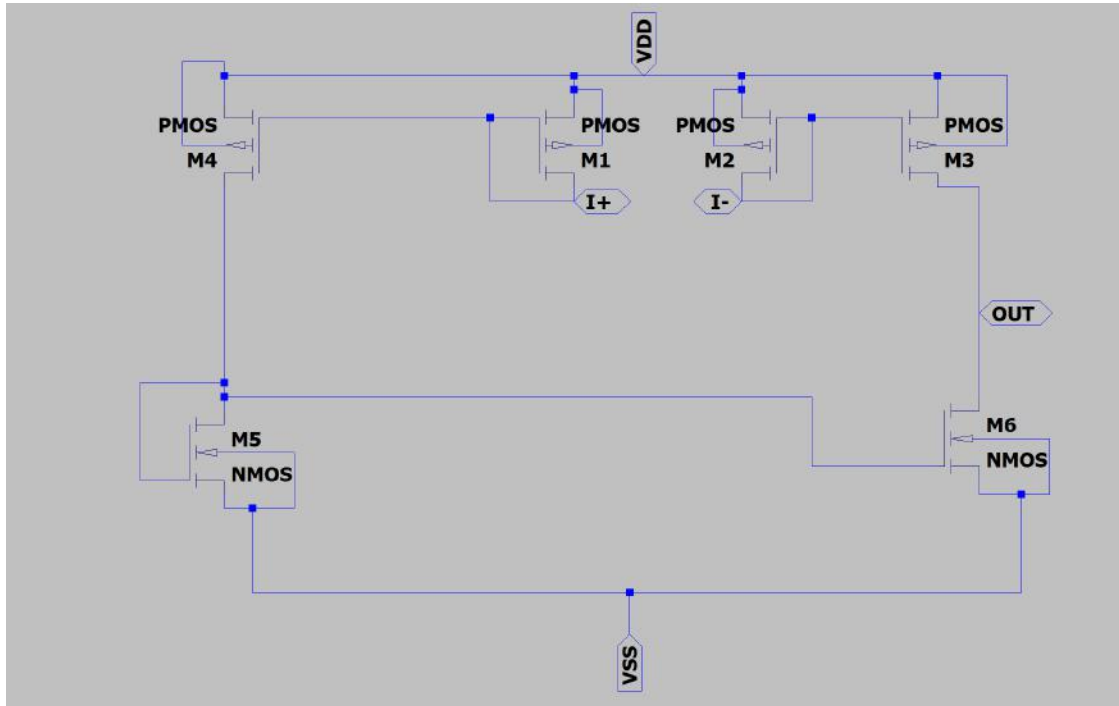 VDD
PMOS
M4
PMOS
M1
PMOS
M2
PMOS
M3
I+
I-
OUT
M5
NMOS
M6
NMOS
VSS